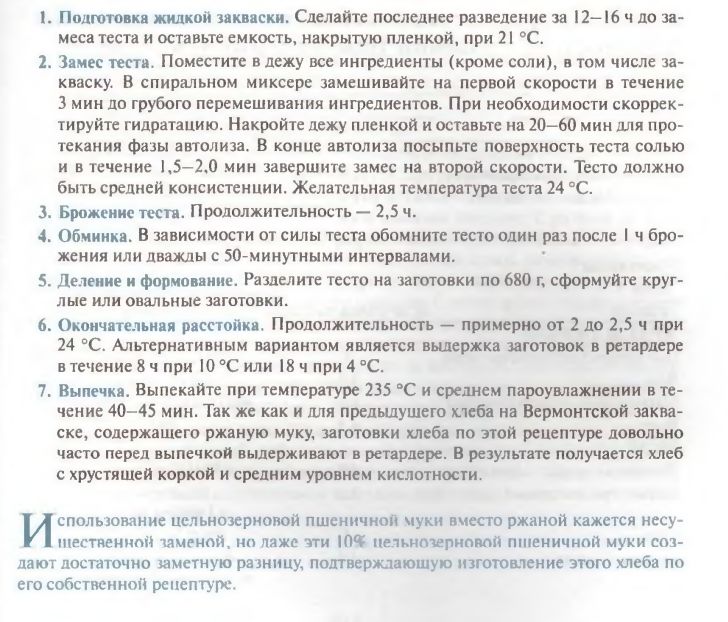 1. Подготовка жидкой закваски. Сделайте последнее разведение за 12—16 ч до за-
меса теста и оставьте емкость, накрытую пленкой, при 21 °C.
2. Замес теста. Поместите в дежу все ингредиенты (кроме соли), в том числе за-
кваску. В спиральном миксере замешивайте на первой скорости в течение
3 мин до грубого перемешивания ингредиентов. При необходимости скоррек-
тируйте гидратацию. Накройте дежу пленкой и оставьте на 20—60 мин для про-
текания фазы автолиза. В конце автолиза посыпьте поверхность теста солью
и в течение 1,5—2,0 мин завершите замес на второй скорости. Тесто должно
быть средней консистенции. Желательная температура теста 24 °C.
3. Брожение теста. Продолжительность — 2,5 ч.
4. Обминка. В зависимости от силы теста обомните тесто один раз после 1 ч бро-
жения или дважды с 50-минутными интервалами.
5. Деление и формование. Разделите тесто на заготовки по 680 г, сформуйте круг-
лые или овальные заготовки.
6. Окончательная расстойка. Продолжительность — примерно от 2 до 2,5 ч при
24 °C. Альтернативным вариантом является выдержка заготовок в ретардере
в течение 8 ч при 10 °C или 18 ч при 4 °C.
7. Выпечка. Выпекайте при температуре 235 °C и среднем пароувлажнении в те-
чение 40—45 мин. Так же как и для предыдущего хлеба на Вермонтской заква-
ске, содержащего ржаную муку, заготовки хлеба по этой рецептуре довольно
часто перед выпечкой выдерживают в ретардере. В результате получается хлеб
с хрустящей коркой и средним уровнем кислотности.
Использование цельнозерновой пшеничной муки вместо ржаной кажется несу-
щественной заменой, но даже эти 10% цельнозерновой пшеничной муки соз-
дают достаточно заметную разницу, подтверждающую изготовление этого хлеба по
его собственной рецептуре.